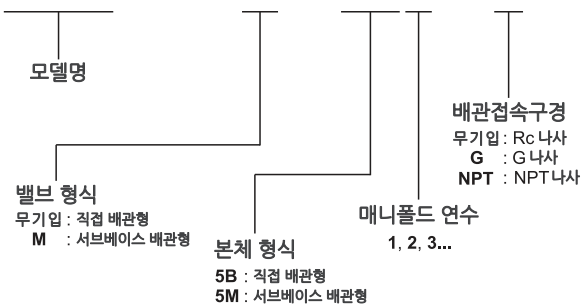 모델명
배관접속구경
무기입 : Rc 나사
G : G 나사
NPT : NPT 나사
밸브 형식
무기입 : 직접 배관형
M : 서브베이스 배관형
매니폴드 연수
1, 2, 3...
본체 형식
5B : 직접 배관형
5M : 서브베이스 배관형